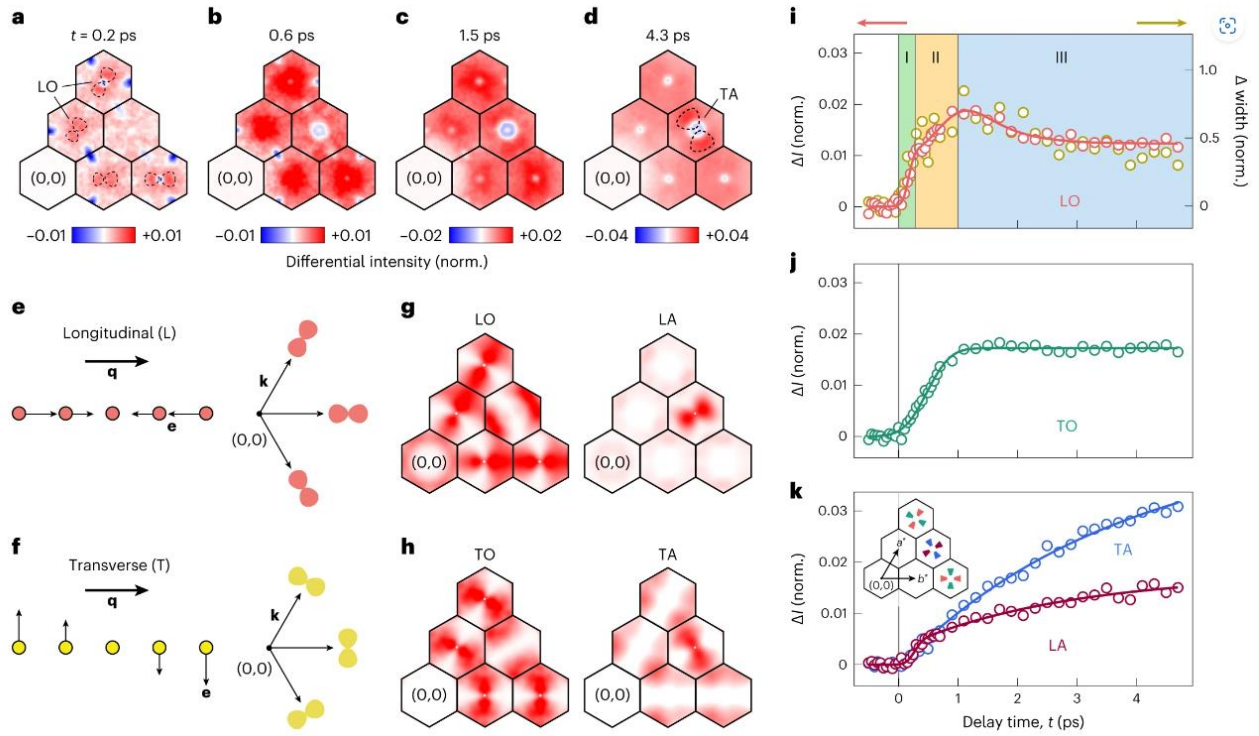 a
t = 0.2 ps
LO
(0,0)
−0.01
+0.01
b
0.6 ps
(0,0)
−0.01
+0.01
c
1.5 ps
(0,0)
−0.02
+0.02
d
4.3 ps
TA
(0,0)
−0.04
+0.04
Differential intensity (norm.)
e
Longitudinal (L)
q
e
k
(0,0)
f
Transverse (T)
q
e
k
(0,0)
g
LO
(0,0)
LA
(0,0)
h
TO
(0,0)
TA
(0,0)
i
I
II
III
0.03
0.02
0.01
0
ΔI (norm.)
1.0
0.5
0
Δ width (norm.)
LO
j
0.03
0.02
0.01
0
ΔI (norm.)
TO
k
0.03
0.02
0.01
0
ΔI (norm.)
a*
b*
(0,0)
TA
LA
0
1
2
3
4
Delay time, t (ps)